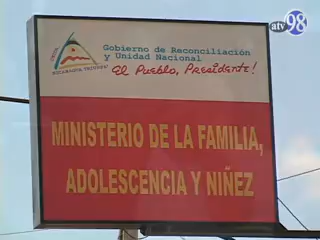 atv 98
Gobierno de Reconciliación
y Unidad Nacional
El Pueblo, Presidente!
MINISTERIO DE LA FAMILIA,
ADOLESCENCIA Y NIÑEZ